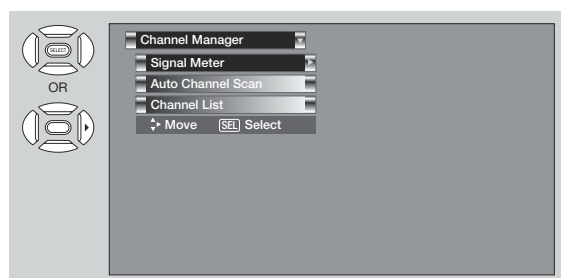 SELECT
OR
Channel Manager
Signal Meter
Auto Channel Scan
Channel List
Move SEL Select